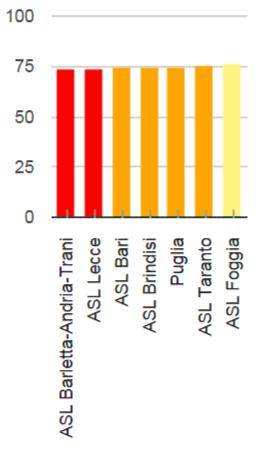 100
75
50
25
0
ASL Barletta-Andria-Trani
ASL Lecce
ASL Bari
ASL Brindisi
Puglia
ASL Taranto
ASL Foggia